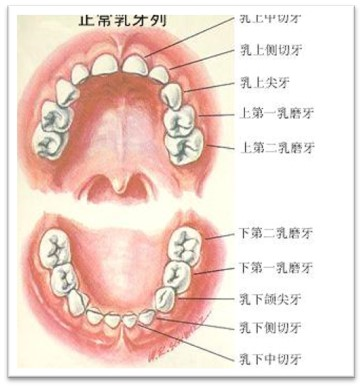 正常乳牙列
乳上中切牙
乳上侧切牙
乳上尖牙
上第一乳磨牙
上第二乳磨牙
下第二乳磨牙
下第一乳磨牙
乳下颌尖牙
乳下侧切牙
乳下中切牙